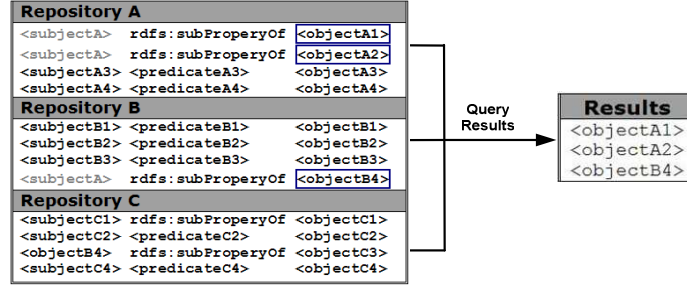 Repository A
<subjectA> rdfs:subProperyOf <objectA1>
<subjectA> rdfs:subProperyOf <objectA2>
<subjectA3> <predicateA3> <objectA3>
<subjectA4> <predicateA4> <objectA4>
Repository B
<subjectB1> <predicateB1> <objectB1>
<subjectB2> <predicateB2> <objectB2>
<subjectB3> <predicateB3> <objectB3>
<subjectA> rdfs:subProperyOf <objectB4>
Repository C
<subjectC1> rdfs:subProperyOf <objectC1>
<subjectC2> <predicateC2> <objectC2>
<objectB4> rdfs:subProperyOf <objectC3>
<subjectC4> <predicateC4> <objectC4>
Query
Results
Results
<objectA1>
<objectA2>
<objectB4>